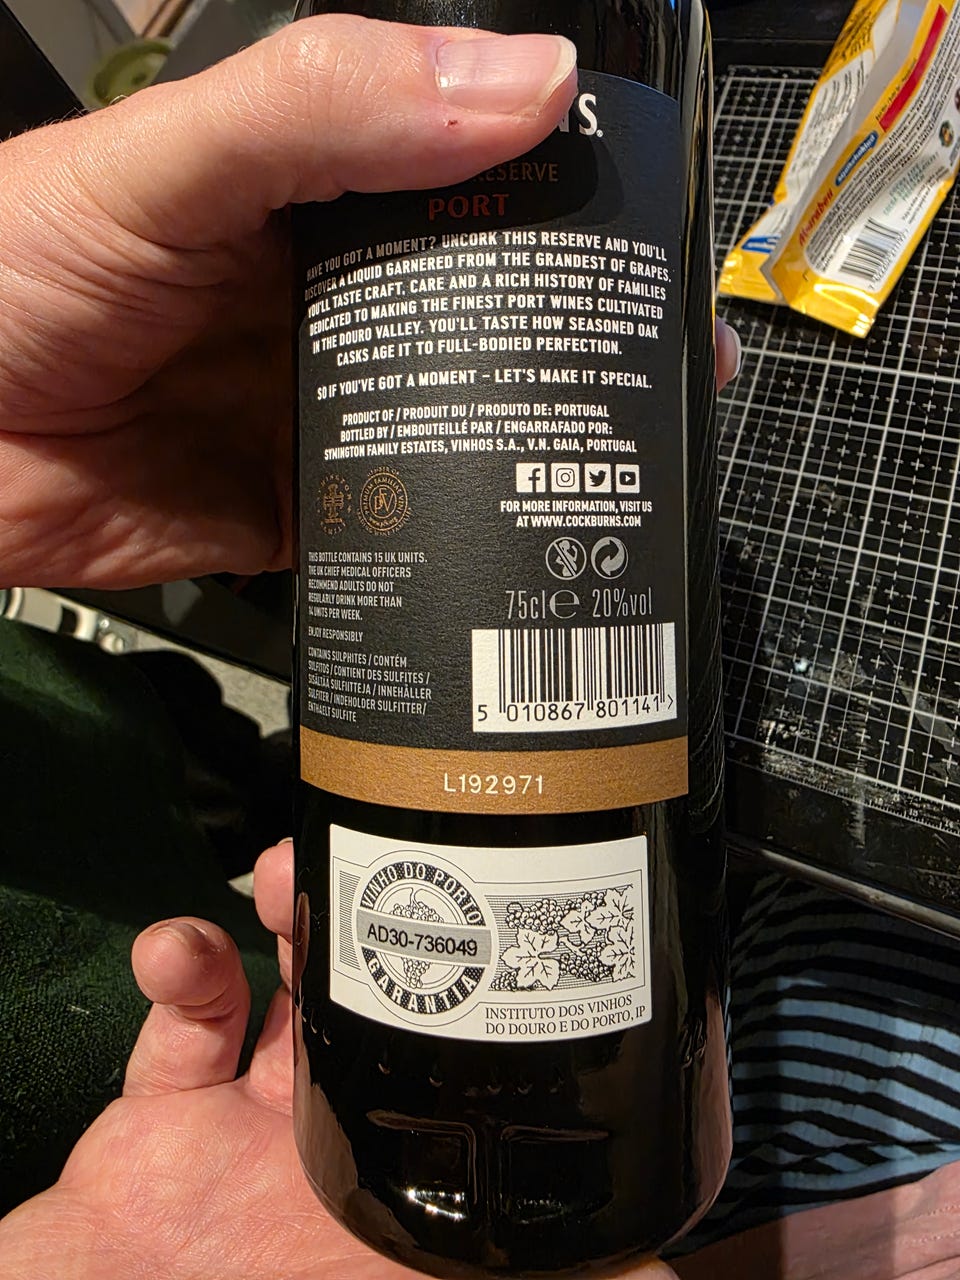 S.
RESERVE
PORT
HAVE YOU GOT A MOMENT? UNCORK THIS RESERVE AND YOU'LL
DISCOVER A LIQUID GARNERED FROM THE GRANDEST OF GRAPES.
YOU'LL TASTE CRAFT, CARE AND A RICH HISTORY OF FAMILIES
DEDICATED TO MAKING THE FINEST PORT WINES CULTIVATED
IN THE DOURO VALLEY. YOU'LL TASTE HOW SEASONED OAK
CASKS AGE IT TO FULL-BODIED PERFECTION.
SO IF YOU'VE GOT A MOMENT – LET'S MAKE IT SPECIAL.
PRODUCT OF / PRODUIT DU / PRODUTO DE: PORTUGAL
BOTTLED BY / EMBOUTEILLÉ PAR / ENGARRAFADO POR:
SYMINGTON FAMILY ESTATES, VINHOS S.A., V.N. GAIA, PORTUGAL
FOR MORE INFORMATION, VISIT US
AT WWW.COCKBURNS.COM
THIS BOTTLE CONTAINS 15 UK UNITS.
THE UK CHIEF MEDICAL OFFICERS
RECOMMEND ADULTS DO NOT
REGULARLY DRINK MORE THAN
14 UNITS PER WEEK.
ENJOY RESPONSIBLY
CONTAINS SULPHITES / CONTÉM
SULFITOS / CONTIENT DES SULFITES /
SISÄLTÄÄ SULFIITTEJA / INNEHÅLLER
SULFITER / INDEHOLDER SULFITTER/
ENTHAELT SULFITE
75cl e 20%vol
5 010867 801141 >
L192971
VINHO DO PORTO
AD30-736049
GARANTIA
INSTITUTO DOS VINHOS
DO DOURO E DO PORTO, IP